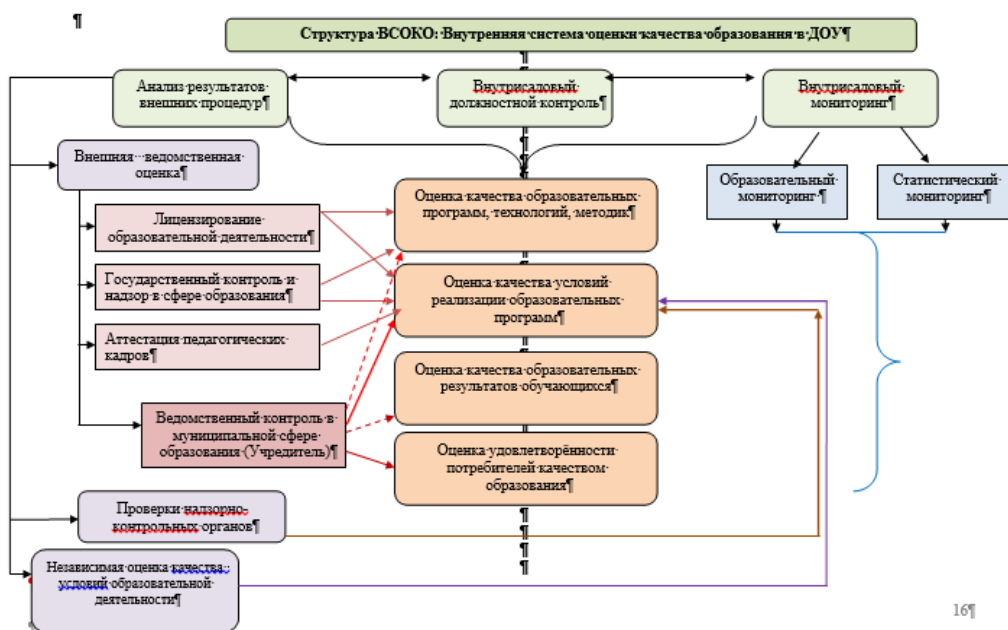 ¶
Структура ВСОКО: Внутренняя система оценки качества образования в ДОУ¶
Анализ результатов
внешних процедур¶
Внутрисадовый
должностной контроль¶
Внутрисадовый
мониторинг¶
Внешняя ведомственная
оценка¶
Образовательный
мониторинг¶
Статистический
мониторинг¶
Лицензирование
образовательной деятельности¶
Государственный контроль и
надзор в сфере образования¶
Аттестация педагогических
кадров¶
Ведомственный контроль в
муниципальной сфере
образования (Учредитель)¶
Оценка качества образовательных
программ, технологий, методик¶
Оценка качества условий
реализации образовательных
программ¶
Оценка качества образовательных
результатов обучающихся¶
Оценка удовлетворённости
потребителей качеством
образования¶
Проверки надзорно-
контрольных органов¶
Независимая оценка качества
условий образовательной
деятельности¶
16¶